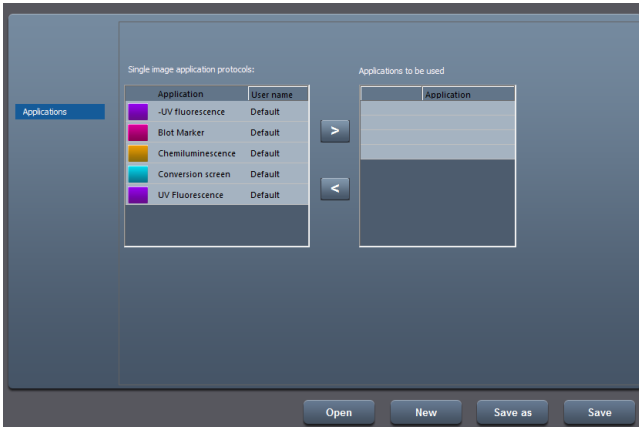 Single image application protocols:
Applications to be used
Application User name
Application
Applications
-UV fluorescence Default
Blot Marker Default
>
Chemiluminescence Default
Conversion screen Default
<
UV Fluorescence Default
Open New Save as Save